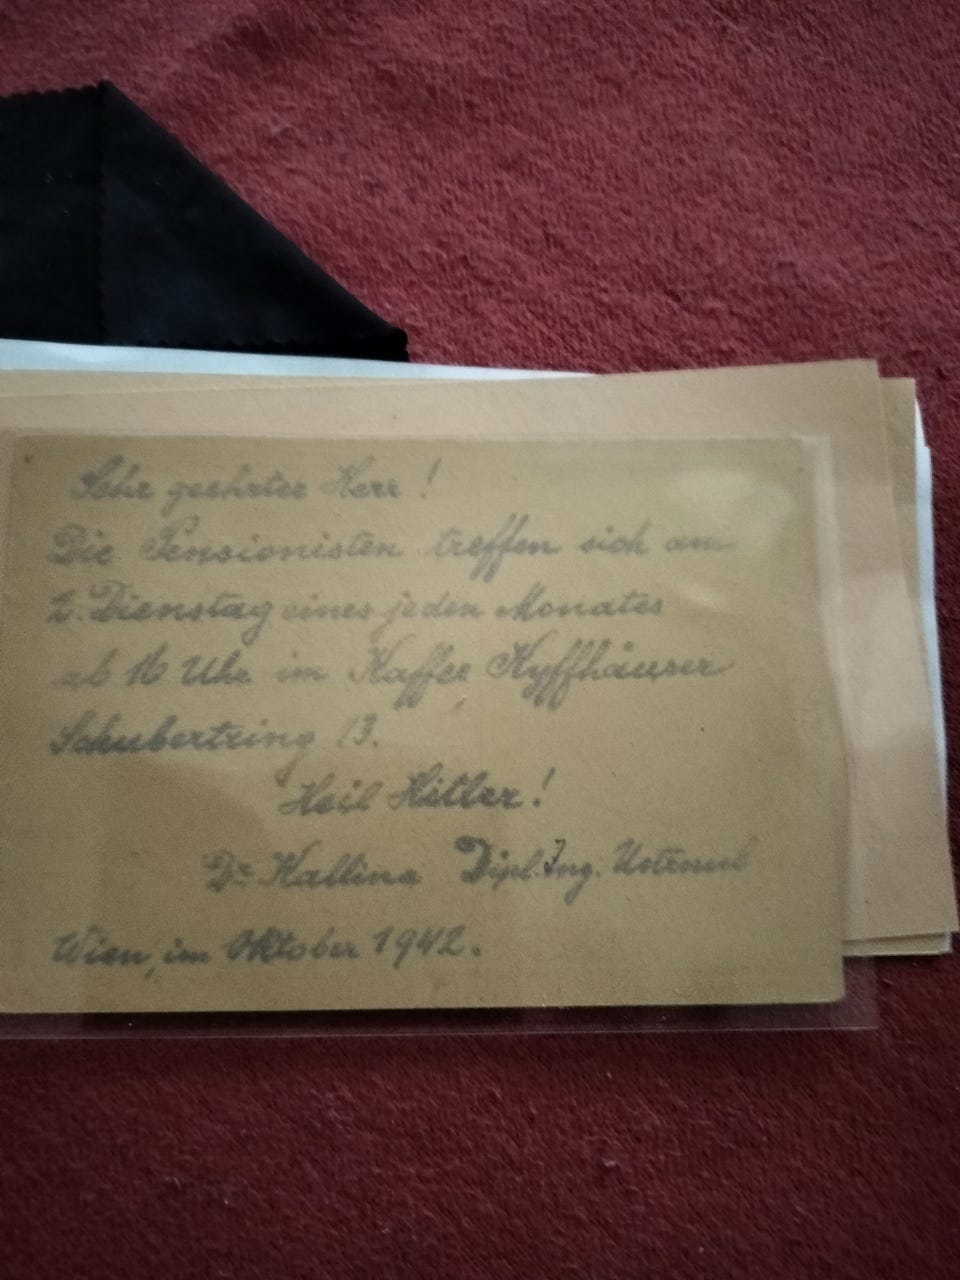 Sehr geehrter Herr!
Die Pensionisten treffen sich am
2. Dienstag eines jeden Monates
ab 16 Uhr im Kaffee Kyffhäuser
Schubertring 13.
Heil Hitler!
Dr. Kallina Dipl. Ing.
Wien, im Oktober 1942.